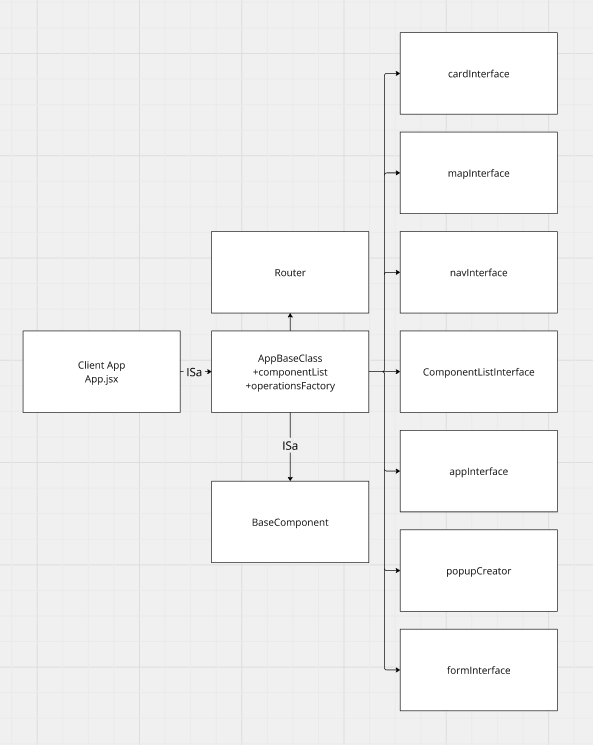 cardInterface
mapInterface
Router
navInterface
Client App
App.jsx
ISa
AppBaseClass
+componentList
+operationsFactory
ComponentListInterface
ISa
appInterface
BaseComponent
popupCreator
formInterface